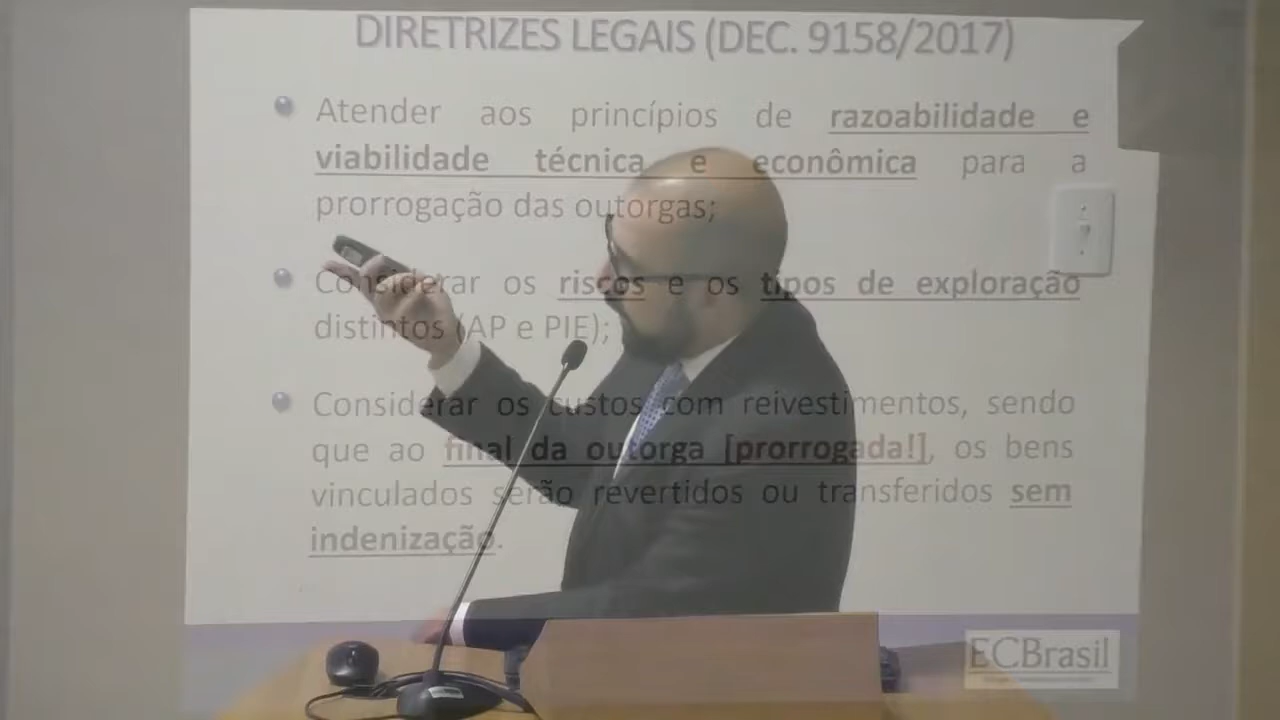 DIRETRIZES LEGAIS (DEC. 9158/2017)
Atender aos princípios de razoabilidade e
viabilidade técnica e econômica para a
prorrogação das outorgas;
Considerar os riscos e os tipos de exploração
distintos (AP e PIE);
Considerar os custos com reivestimentos, sendo
que ao final da outorga [prorrogada!], os bens
vinculados serão revertidos ou transferidos sem
indenização.
ECBrasil